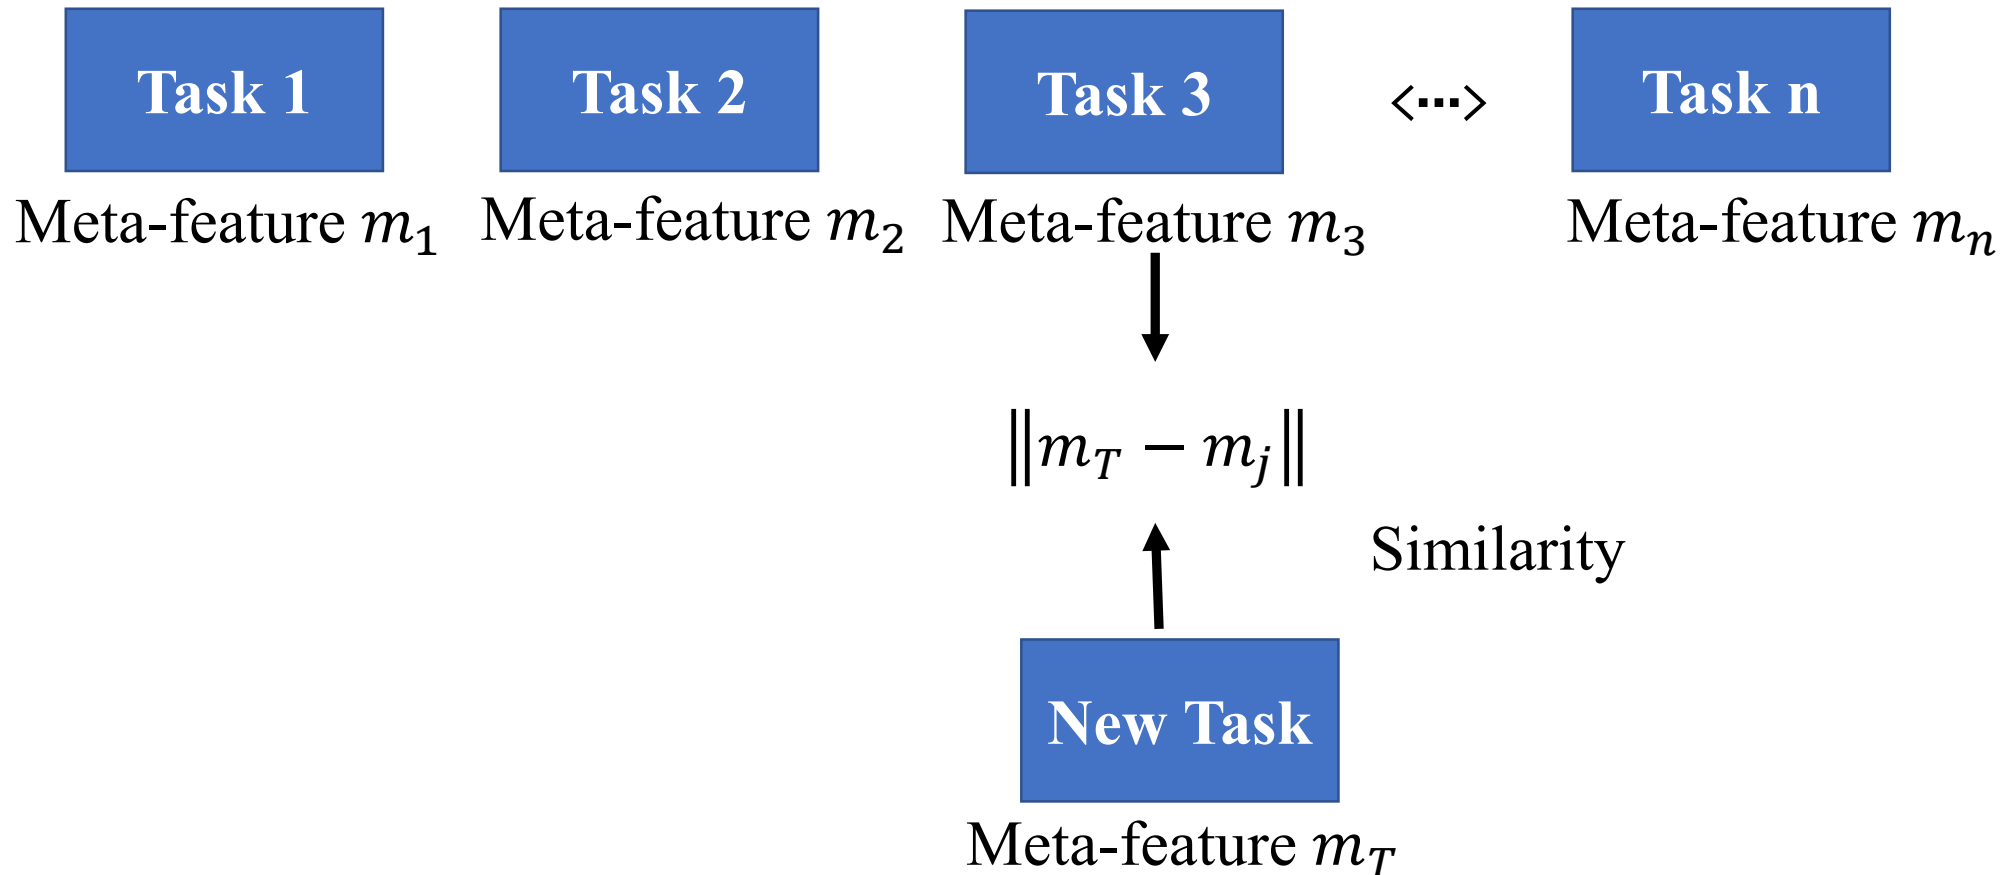 Task 1 Task 2 Task 3 <···> Task n
Meta-feature m₁ Meta-feature m₂ Meta-feature m₃ Meta-feature mₙ
‖m_T − m_j‖
Similarity
New Task
Meta-feature m_T